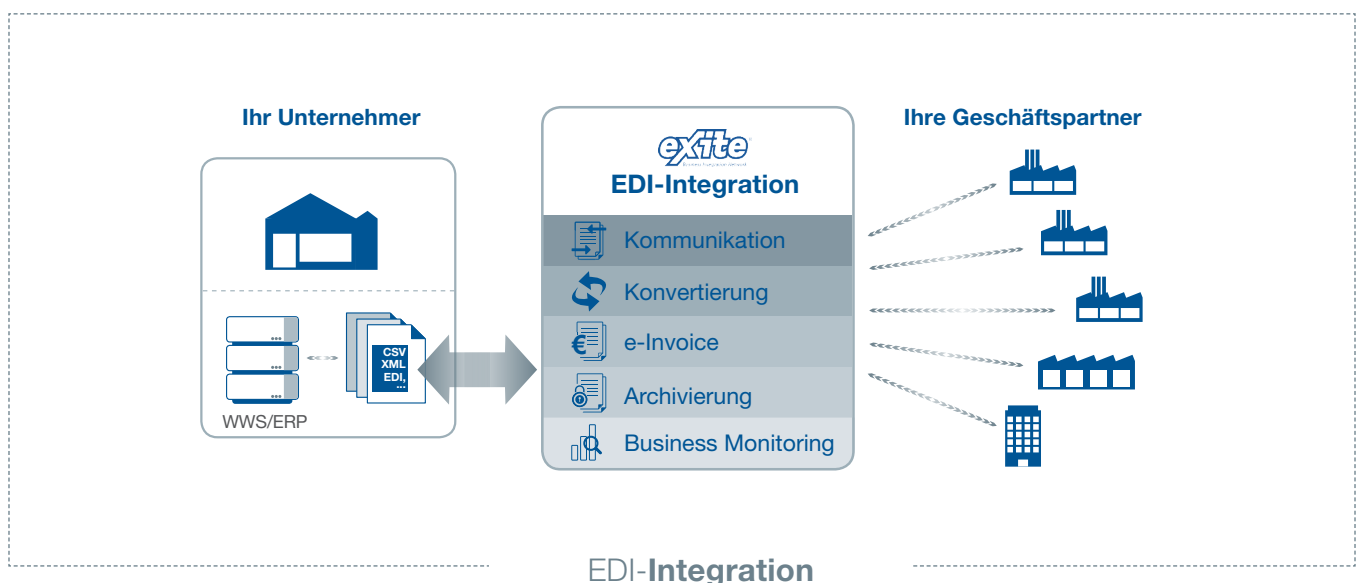 Ihr Unternehmer
WWS/ERP
CSV
XML
EDI,
...
exite®
EDI-Integration
Kommunikation
Konvertierung
e-Invoice
Archivierung
Business Monitoring
Ihre Geschäftspartner
EDI-Integration